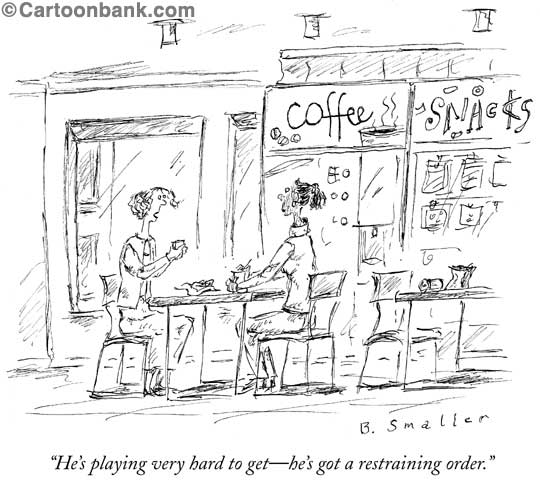 ©Cartoonbank.com
coffee
SNACKS
B. Smaller
“He’s playing very hard to get—he’s got a restraining order.”